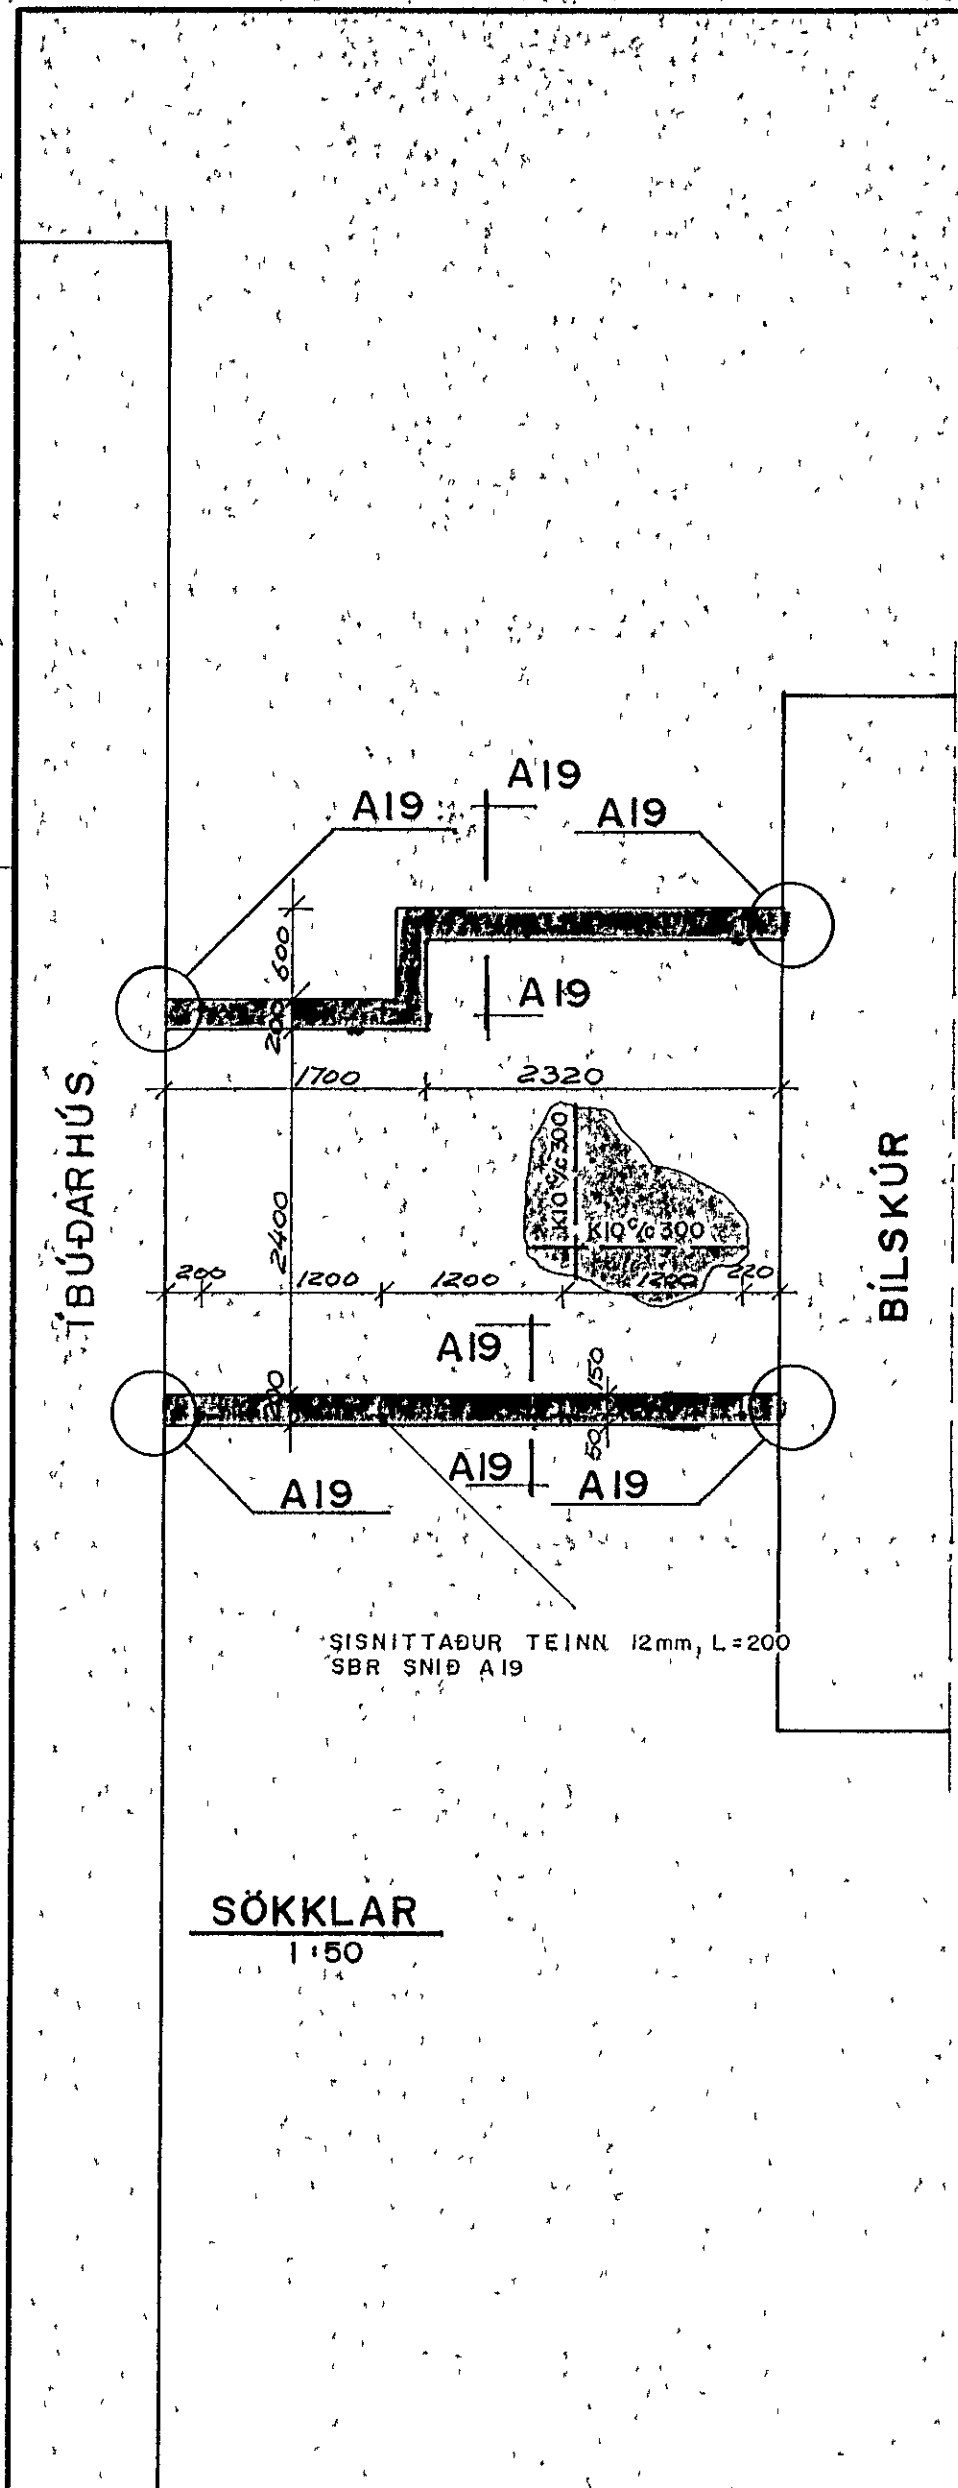 A19
A19
A19
600
200
A19
1700
2320
ÍBÚÐARHÚS
BÍLSKÚR
2400
K10 c/c 300
K10 c/c 300
200
1200
1200
1200
220
A19
200
150
50
A19
A19
A19
SISNITTAÐUR TEINN 12mm, L=200
SBR SNIÐ A19
SÖKKLAR
1:50